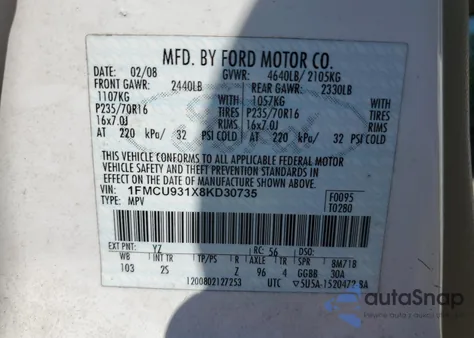 MFD. BY FORD MOTOR CO.
DATE: 02/08 GVWR: 4640LB/ 2105KG
FRONT GAWR: 2440LB REAR GAWR: 2330LB
1107KG WITH 1057KG WITH
P235/70R16 TIRES P235/70R16 TIRES
16x7.0J RIMS 16x7.0J RIMS
AT 220 kPa/ 32 PSI COLD AT 220 kPa/ 32 PSI COLD
THIS VEHICLE CONFORMS TO ALL APPLICABLE FEDERAL MOTOR
VEHICLE SAFETY AND THEFT PREVENTION STANDARDS IN EFFECT ON
THE DATE OF MANUFACTURE SHOWN ABOVE.
VIN: 1FMCU931X8KD30735 F0095
TYPE: MPV T0280
EXT PNT: YZ RC: 56 DSO:
WB INT TR TP/PS R AXLE TR SPR 8M71B
103 2S Z 96 4 GGBB 30A
1200802127253 UTC 5U5A-1520472 BA
autoSnap